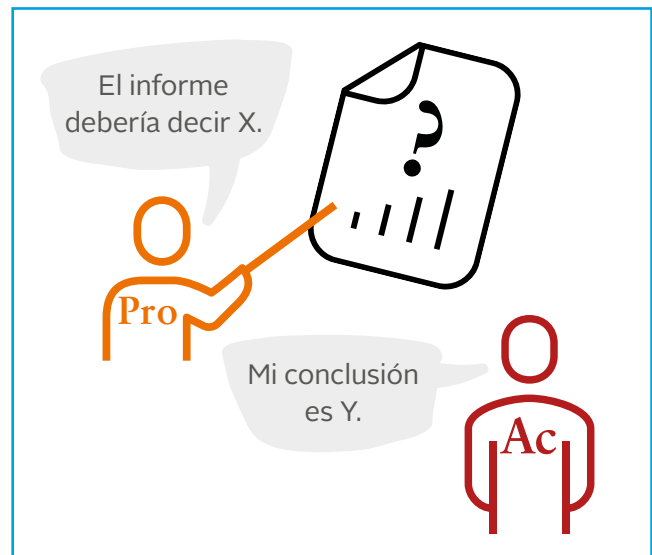 El informe
debería decir X.
?
Pro
Mi conclusión
es Y.
Ac